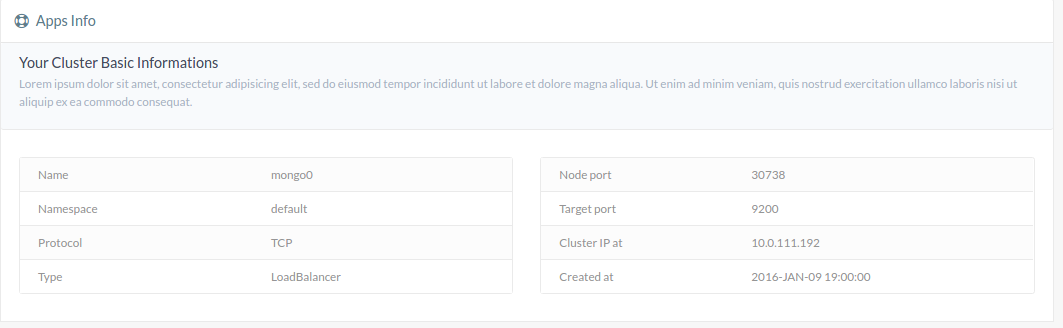 Apps Info
Your Cluster Basic Informations
Lorem ipsum dolor sit amet, consectetur adipisicing elit, sed do eiusmod tempor incididunt ut labore et dolore magna aliqua. Ut enim ad minim veniam, quis nostrud exercitation ullamco laboris nisi ut
aliquip ex ea commodo consequat.
Name mongo0
Namespace default
Protocol TCP
Type LoadBalancer
Node port 30738
Target port 9200
Cluster IP at 10.0.111.192
Created at 2016-JAN-09 19:00:00